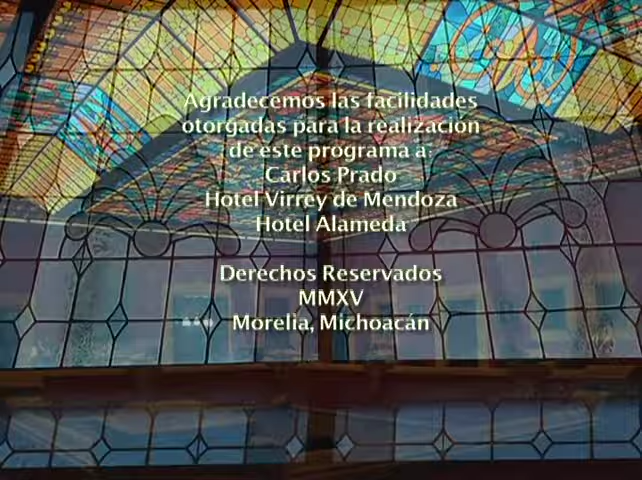 Agradecemos las facilidades
otorgadas para la realización
de este programa a:
Carlos Prado
Hotel Virrey de Mendoza
Hotel Alameda
Derechos Reservados
MMXV
Morelia, Michoacán